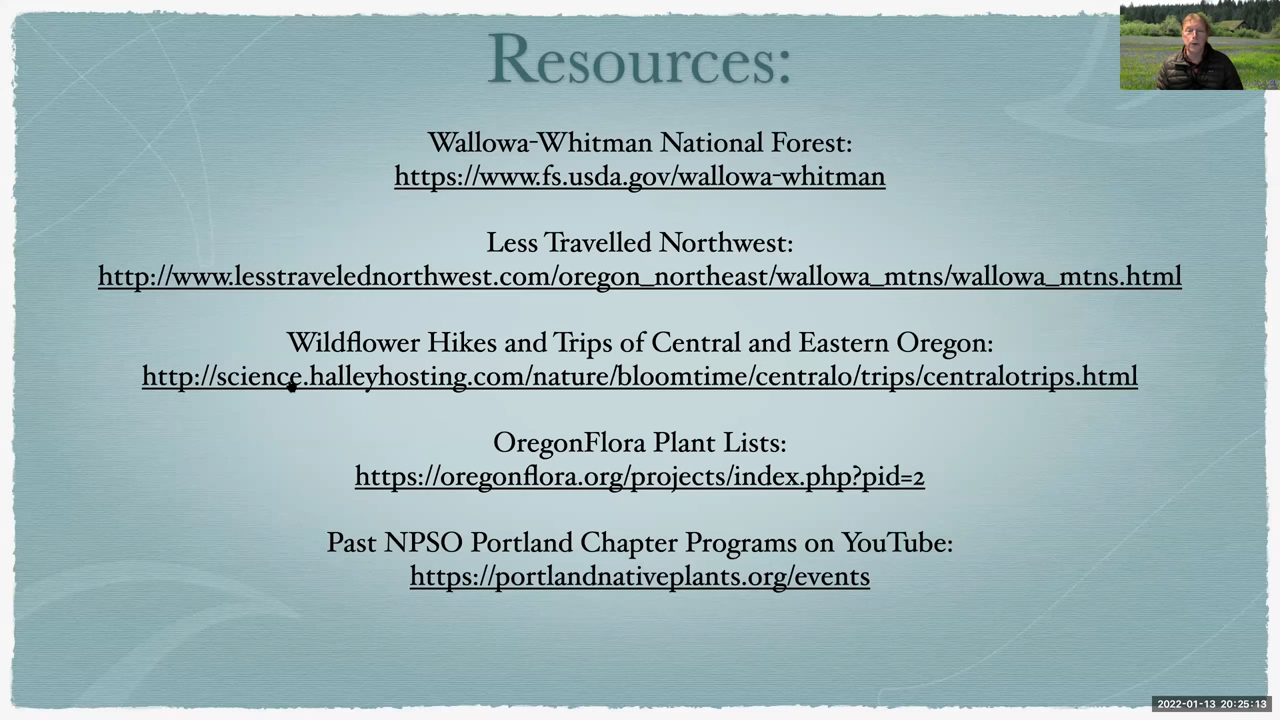 Resources:
Wallowa-Whitman National Forest:
https://www.fs.usda.gov/wallowa-whitman
Less Travelled Northwest:
http://www.lesstravelednorthwest.com/oregon_northeast/wallowa_mtns/wallowa_mtns.html
Wildflower Hikes and Trips of Central and Eastern Oregon:
http://science.halleyhosting.com/nature/bloomtime/centralo/trips/centralotrips.html
OregonFlora Plant Lists:
https://oregonflora.org/projects/index.php?pid=2
Past NPSO Portland Chapter Programs on YouTube:
https://portlandnativeplants.org/events
2022-01-13 20:25:13